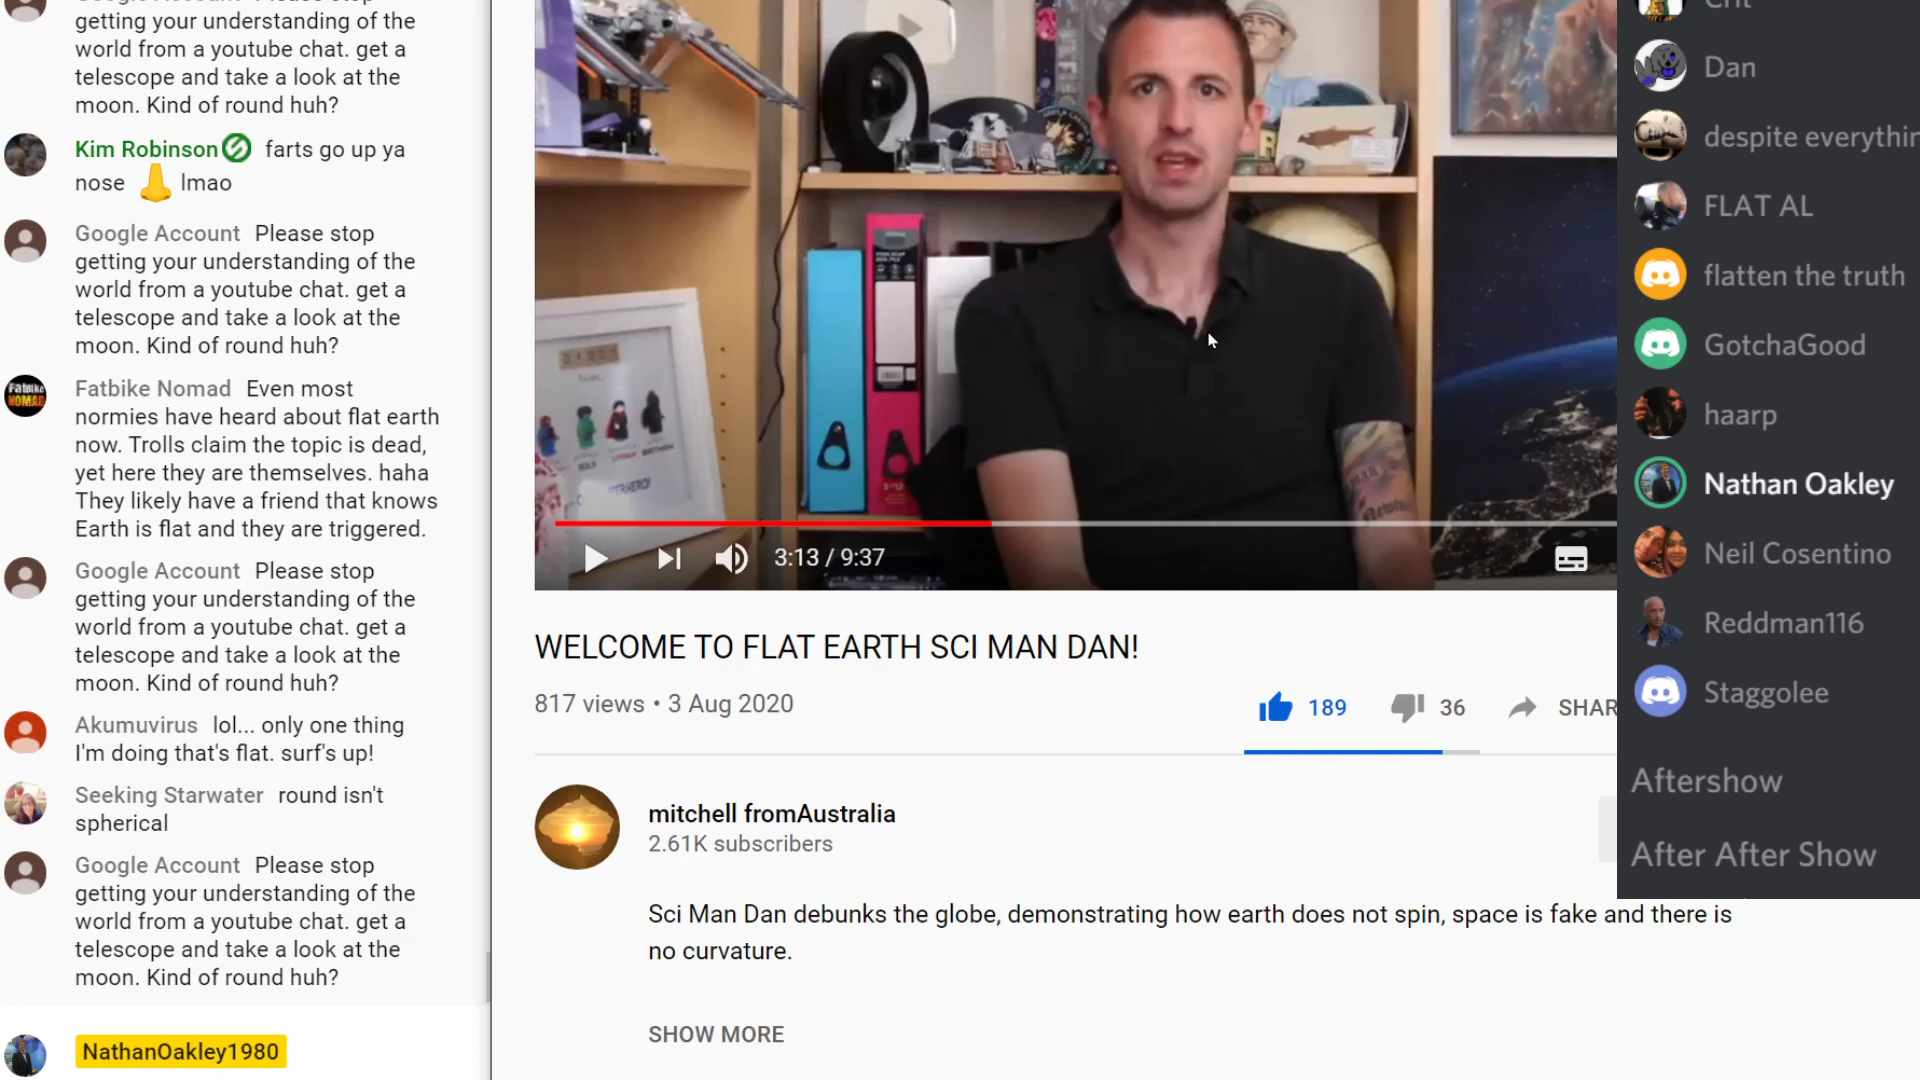 Google Account Please stop
getting your understanding of the
world from a youtube chat. get a
telescope and take a look at the
moon. Kind of round huh?
Kim Robinson farts go up ya
nose lmao
Google Account Please stop
getting your understanding of the
world from a youtube chat. get a
telescope and take a look at the
moon. Kind of round huh?
Fatbike Nomad Even most
normies have heard about flat earth
now. Trolls claim the topic is dead,
yet here they are themselves. haha
They likely have a friend that knows
Earth is flat and they are triggered.
Google Account Please stop
getting your understanding of the
world from a youtube chat. get a
telescope and take a look at the
moon. Kind of round huh?
Akumuvirus lol... only one thing
I'm doing that's flat. surf's up!
Seeking Starwater round isn't
spherical
Google Account Please stop
getting your understanding of the
world from a youtube chat. get a
telescope and take a look at the
moon. Kind of round huh?
NathanOakley1980
3:13 / 9:37
WELCOME TO FLAT EARTH SCI MAN DAN!
817 views • 3 Aug 2020
189
36
SHAR
mitchell fromAustralia
2.61K subscribers
Sci Man Dan debunks the globe, demonstrating how earth does not spin, space is fake and there is
no curvature.
SHOW MORE
Dan
despite everythin
FLAT AL
flatten the truth
GotchaGood
haarp
Nathan Oakley
Neil Cosentino
Reddman116
Staggolee
Aftershow
After After Show